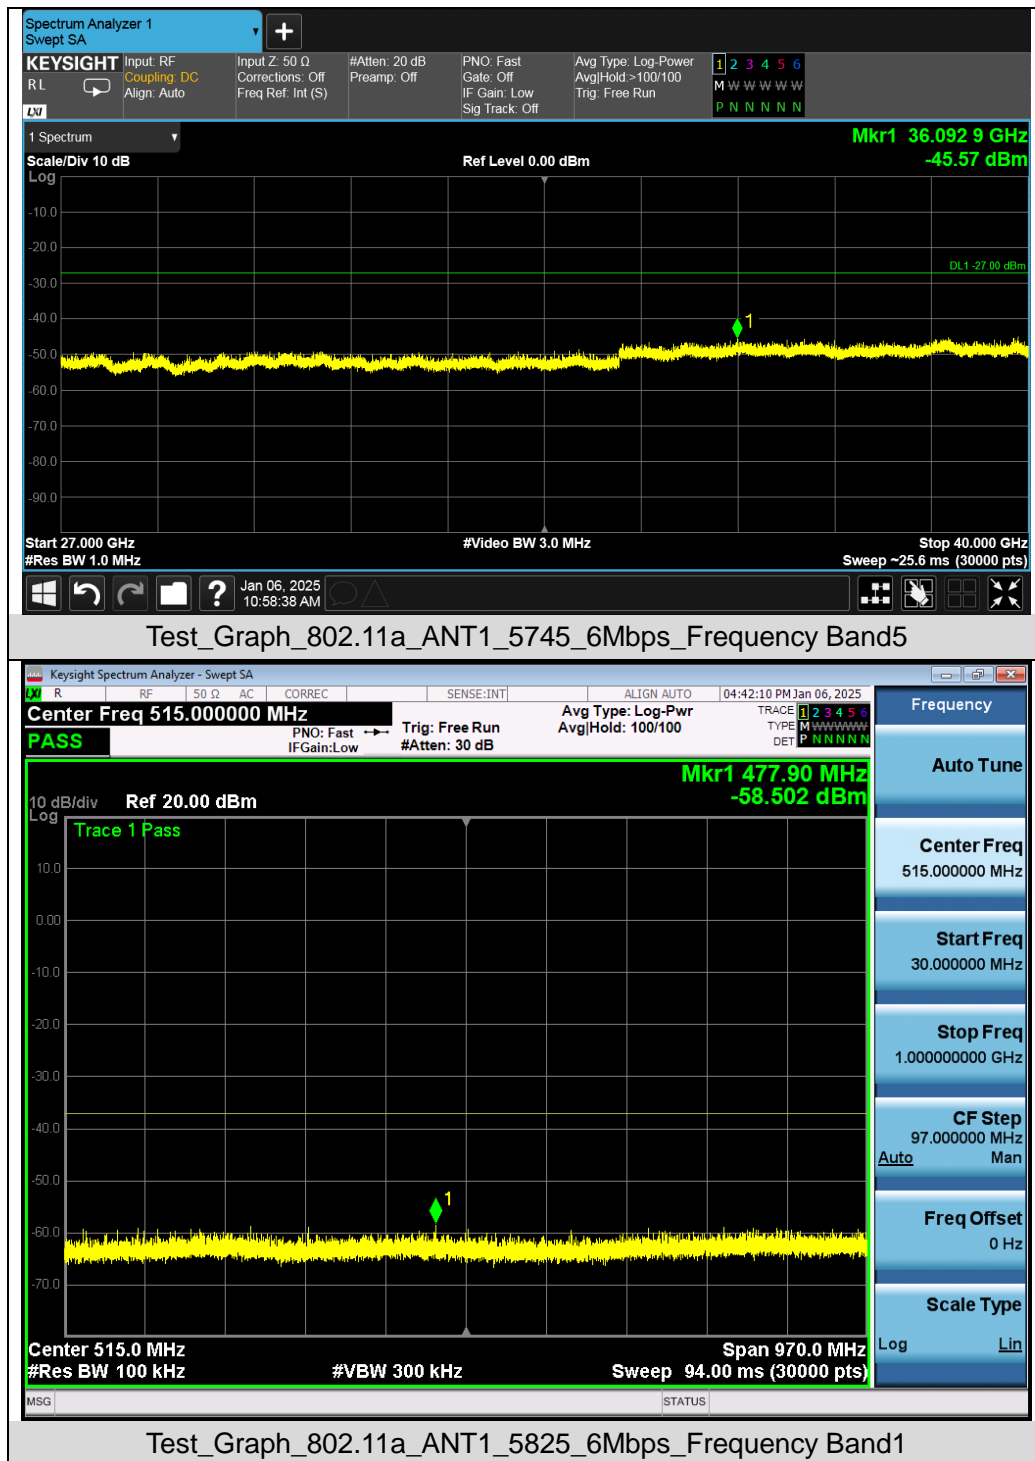 Spectrum Analyzer 1
Swept SA
KEYSIGHT
R L
LXI
Input: RF
Coupling: DC
Align: Auto
Input Z: 50 Ω
Corrections: Off
Freq Ref: Int (S)
#Atten: 20 dB
Preamp: Off
PNO: Fast
Gate: Off
IF Gain: Low
Sig Track: Off
Avg Type: Log-Power
Avg|Hold:>100/100
Trig: Free Run
1 2 3 4 5 6
M W W W W W
P N N N N N
1 Spectrum
Scale/Div 10 dB
Log
Ref Level 0.00 dBm
Mkr1 36.092 9 GHz
-45.57 dBm
-10.0
-20.0
DL1 -27.00 dBm
-30.0
-40.0
1
-50.0
-60.0
-70.0
-80.0
-90.0
Start 27.000 GHz
#Video BW 3.0 MHz
Stop 40.000 GHz
#Res BW 1.0 MHz
Sweep ~25.6 ms (30000 pts)
?
Jan 06, 2025
10:58:38 AM
Test_Graph_802.11a_ANT1_5745_6Mbps_Frequency Band5
Keysight Spectrum Analyzer - Swept SA
LXI R RF 50 Ω AC CORREC SENSE:INT ALIGN AUTO 04:42:10 PM Jan 06, 2025
Center Freq 515.000000 MHz
PASS
PNO: Fast
IFGain:Low
Trig: Free Run
#Atten: 30 dB
Avg Type: Log-Pwr
Avg|Hold: 100/100
TRACE 1 2 3 4 5 6
TYPE M W W W W W
DET P N N N N N
Frequency
Auto Tune
Center Freq
515.000000 MHz
Start Freq
30.000000 MHz
Stop Freq
1.000000000 GHz
CF Step
97.000000 MHz
Auto Man
Freq Offset
0 Hz
Scale Type
Log Lin
Mkr1 477.90 MHz
-58.502 dBm
10 dB/div
Log
Ref 20.00 dBm
Trace 1 Pass
10.0
0.00
-10.0
-20.0
-30.0
-40.0
-50.0
1
-60.0
-70.0
Center 515.0 MHz
Span 970.0 MHz
#Res BW 100 kHz
#VBW 300 kHz
Sweep 94.00 ms (30000 pts)
MSG
STATUS
Test_Graph_802.11a_ANT1_5825_6Mbps_Frequency Band1